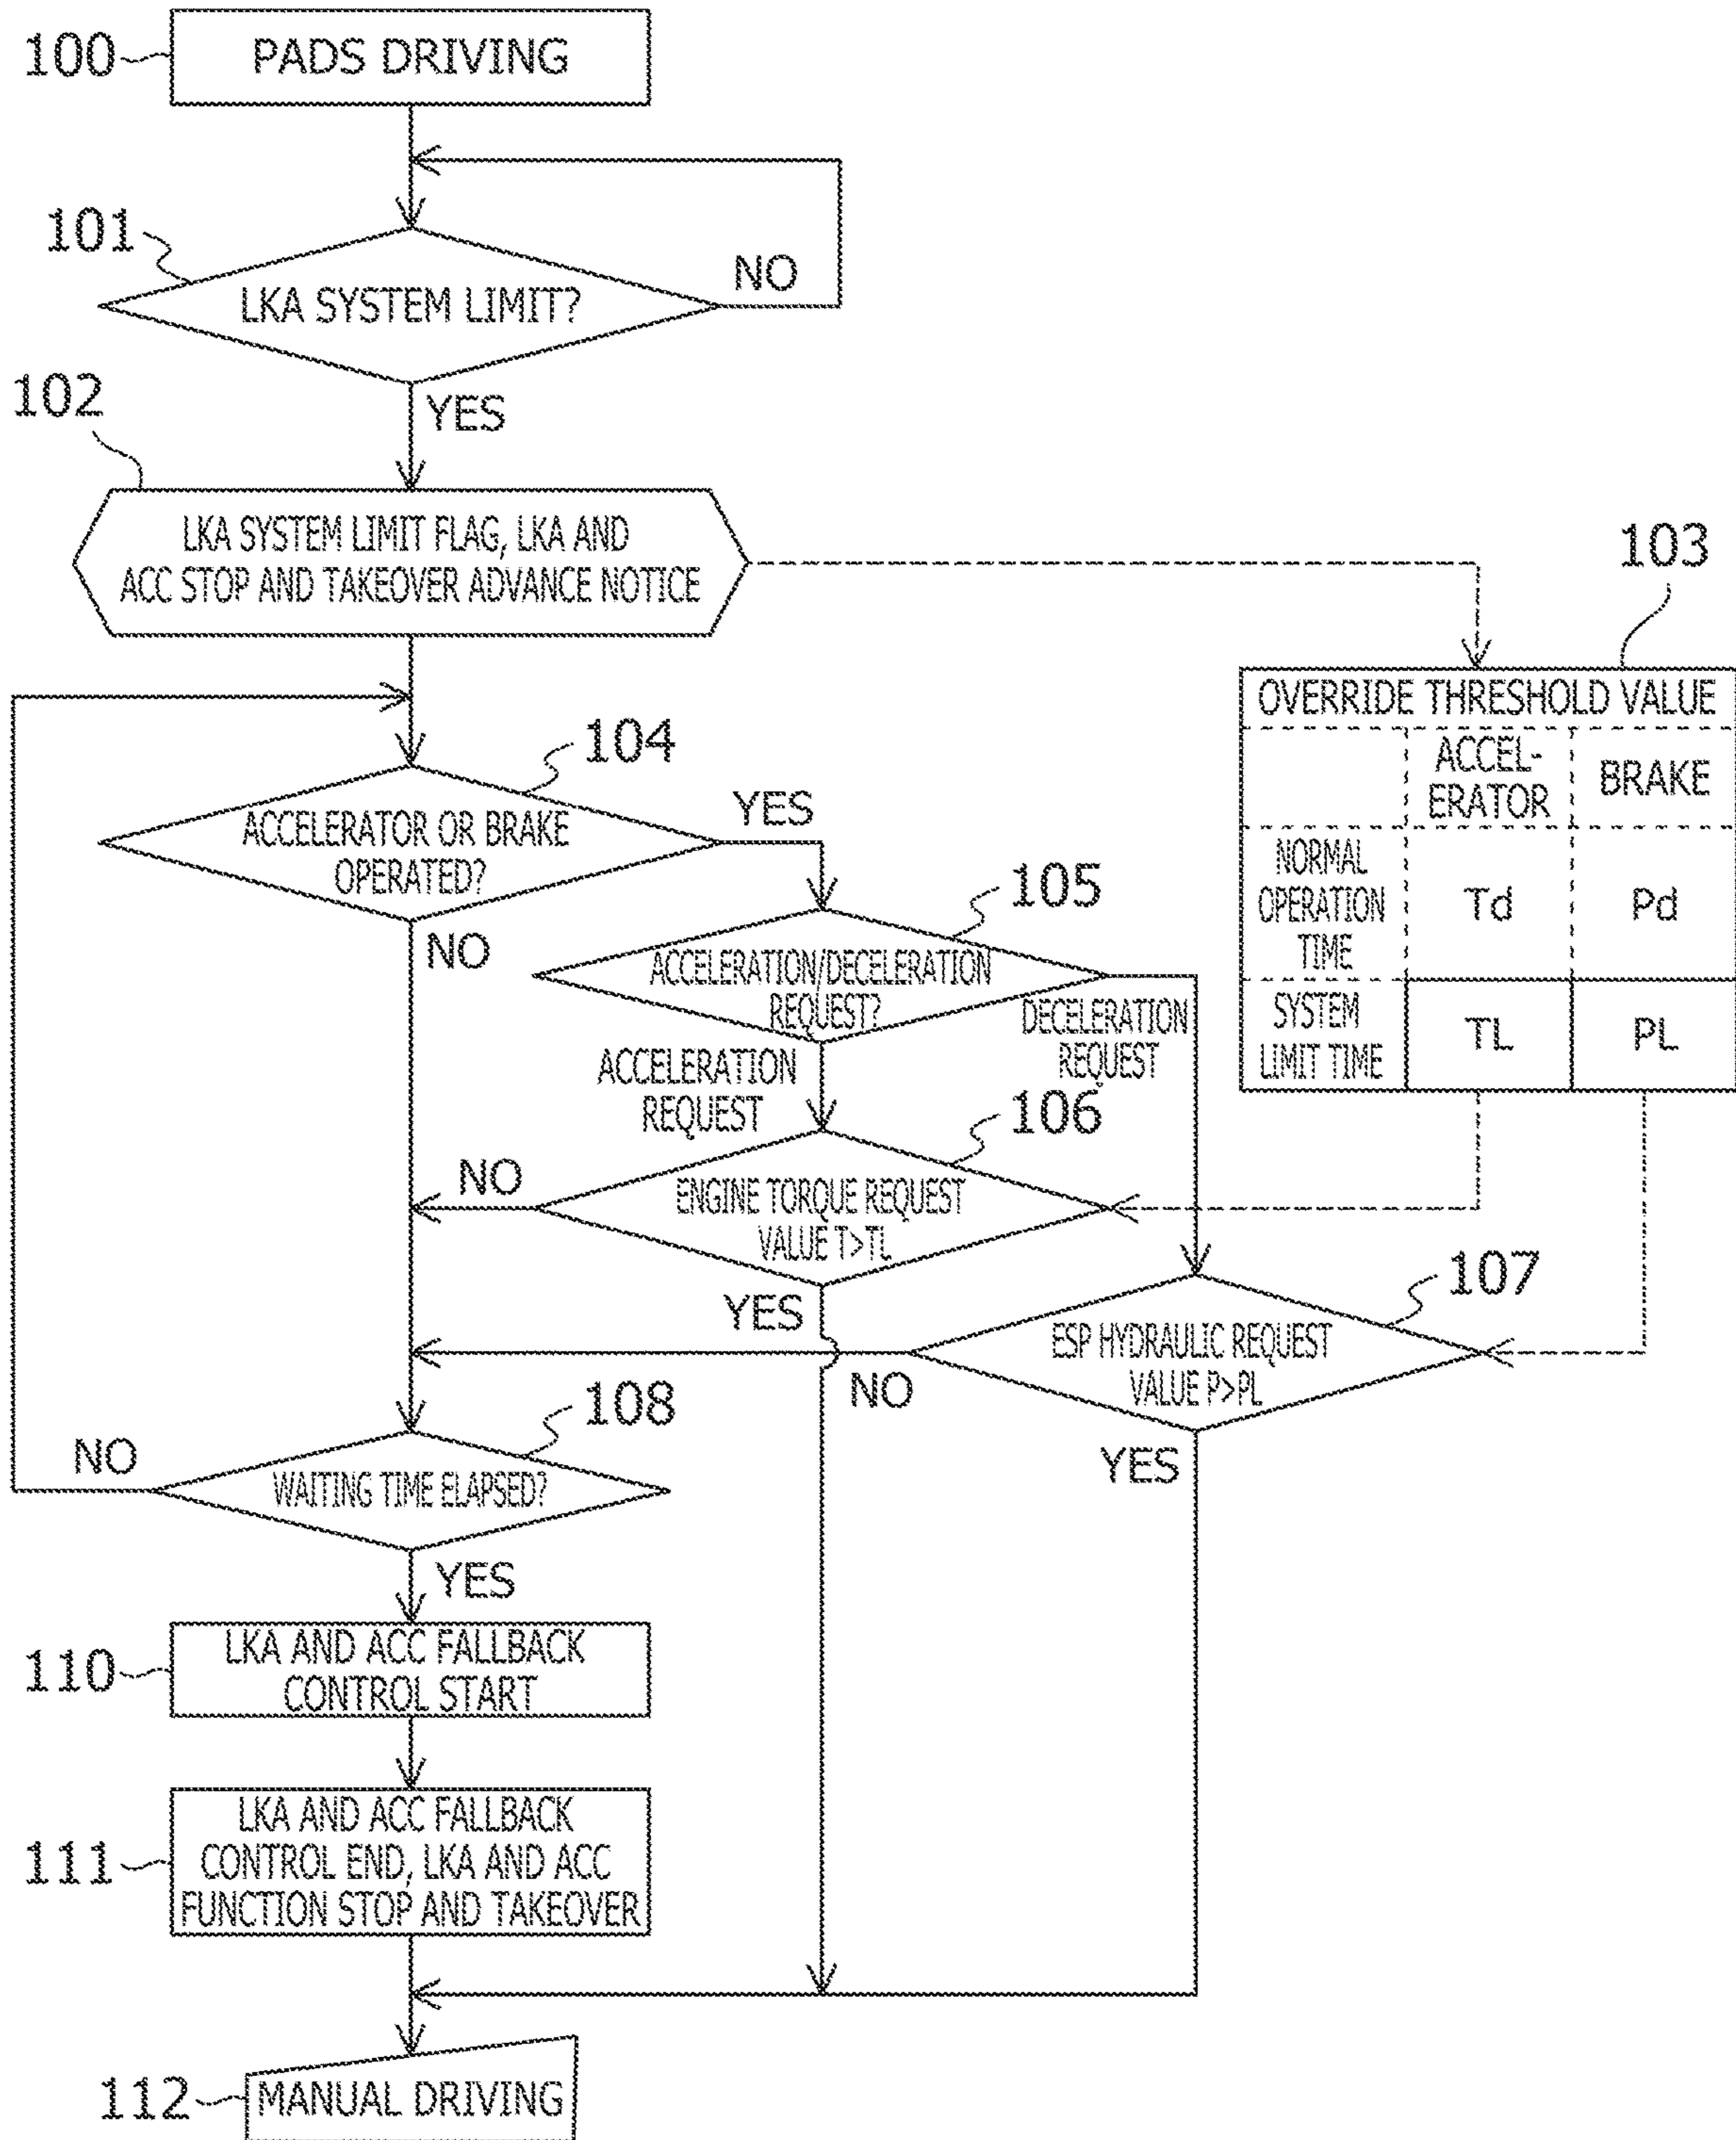 100
PADS DRIVING
101
LKA SYSTEM LIMIT?
NO
YES
102
LKA SYSTEM LIMIT FLAG, LKA AND
ACC STOP AND TAKEOVER ADVANCE NOTICE
103
OVERRIDE THRESHOLD VALUE
ACCEL-
ERATOR
BRAKE
NORMAL
OPERATION
TIME
Td
Pd
SYSTEM
LIMIT TIME
TL
PL
104
ACCELERATOR OR BRAKE
OPERATED?
YES
NO
105
ACCELERATION/DECELERATION
REQUEST?
ACCELERATION
REQUEST
DECELERATION
REQUEST
106
ENGINE TORQUE REQUEST
VALUE T>TL
NO
YES
107
ESP HYDRAULIC REQUEST
VALUE P>PL
NO
YES
108
WAITING TIME ELAPSED?
NO
YES
110
LKA AND ACC FALLBACK
CONTROL START
111
LKA AND ACC FALLBACK
CONTROL END, LKA AND ACC
FUNCTION STOP AND TAKEOVER
112
MANUAL DRIVING